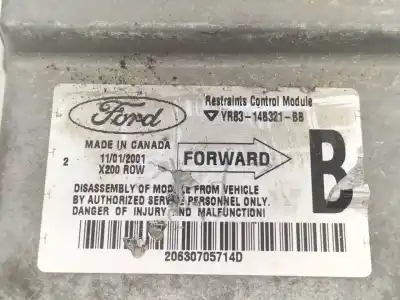 Ford
Restraints Control Module
YR83-14B321-BB
MADE IN CANADA
11/01/2001
2
X200 ROW
FORWARD
B
DISASSEMBLY OF MODULE FROM VEHICLE
BY AUTHORIZED SERVICE PERSONNEL ONLY.
DANGER OF INJURY AND MALFUNCTION!
20630705714D